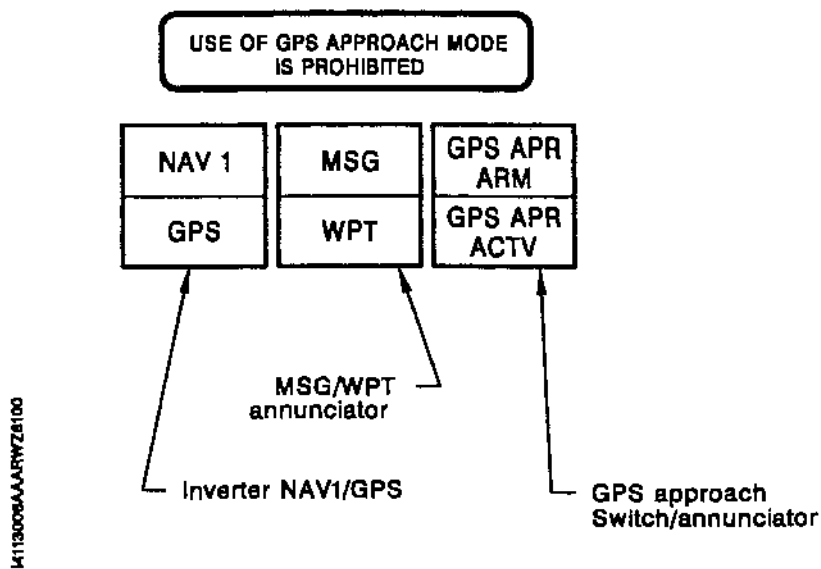 USE OF GPS APPROACH MODE
IS PROHIBITED
NAV 1
MSG
GPS APR
ARM
GPS
WPT
GPS APR
ACTV
MSG/WPT
annunciator
Inverter NAV1/GPS
GPS approach
Switch/annunciator